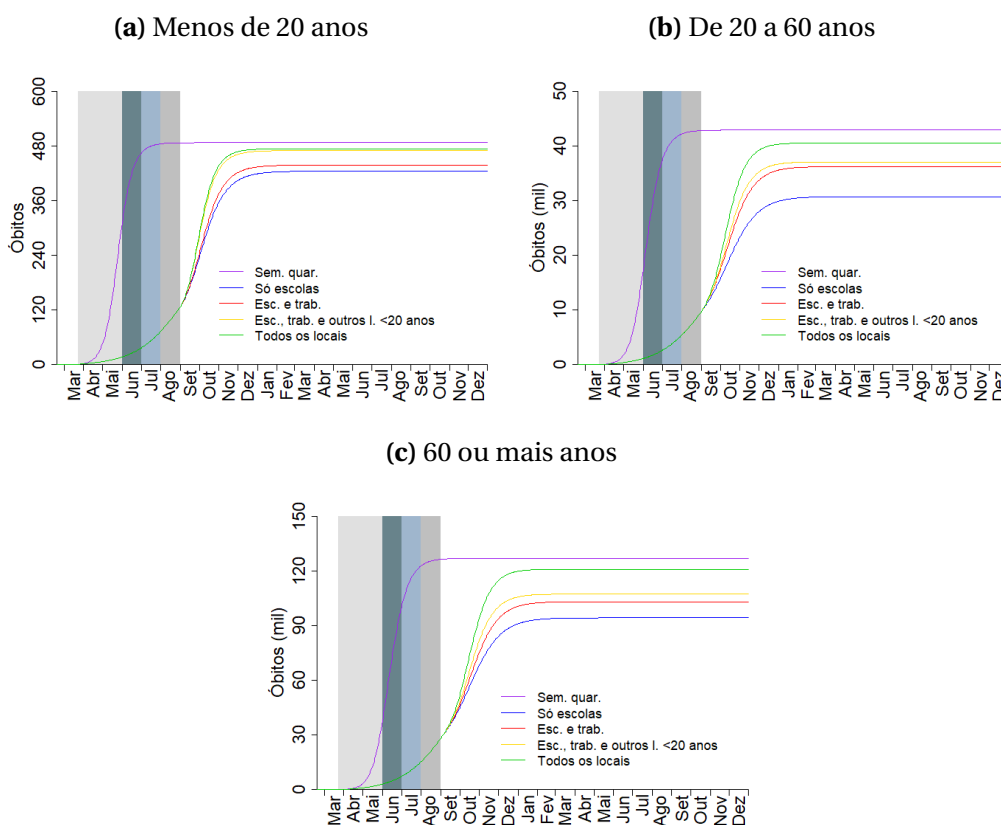 (a) Menos de 20 anos
Óbitos
600
480
360
240
120
0
Sem. quar.
Só escolas
Esc. e trab.
Esc., trab. e outros l. <20 anos
Todos os locais
Mar Abr Mai Jun Jul Ago Set Out Nov Dez Jan Fev Mar Abr Mai Jun Jul Ago Set Out Nov Dez
(b) De 20 a 60 anos
Óbitos (mil)
50
40
30
20
10
0
Sem. quar.
Só escolas
Esc. e trab.
Esc., trab. e outros l. <20 anos
Todos os locais
Mar Abr Mai Jun Jul Ago Set Out Nov Dez Jan Fev Mar Abr Mai Jun Jul Ago Set Out Nov Dez
(c) 60 ou mais anos
Óbitos (mil)
150
120
90
60
30
0
Sem. quar.
Só escolas
Esc. e trab.
Esc., trab. e outros l. <20 anos
Todos os locais
Mar Abr Mai Jun Jul Ago Set Out Nov Dez Jan Fev Mar Abr Mai Jun Jul Ago Set Out Nov Dez